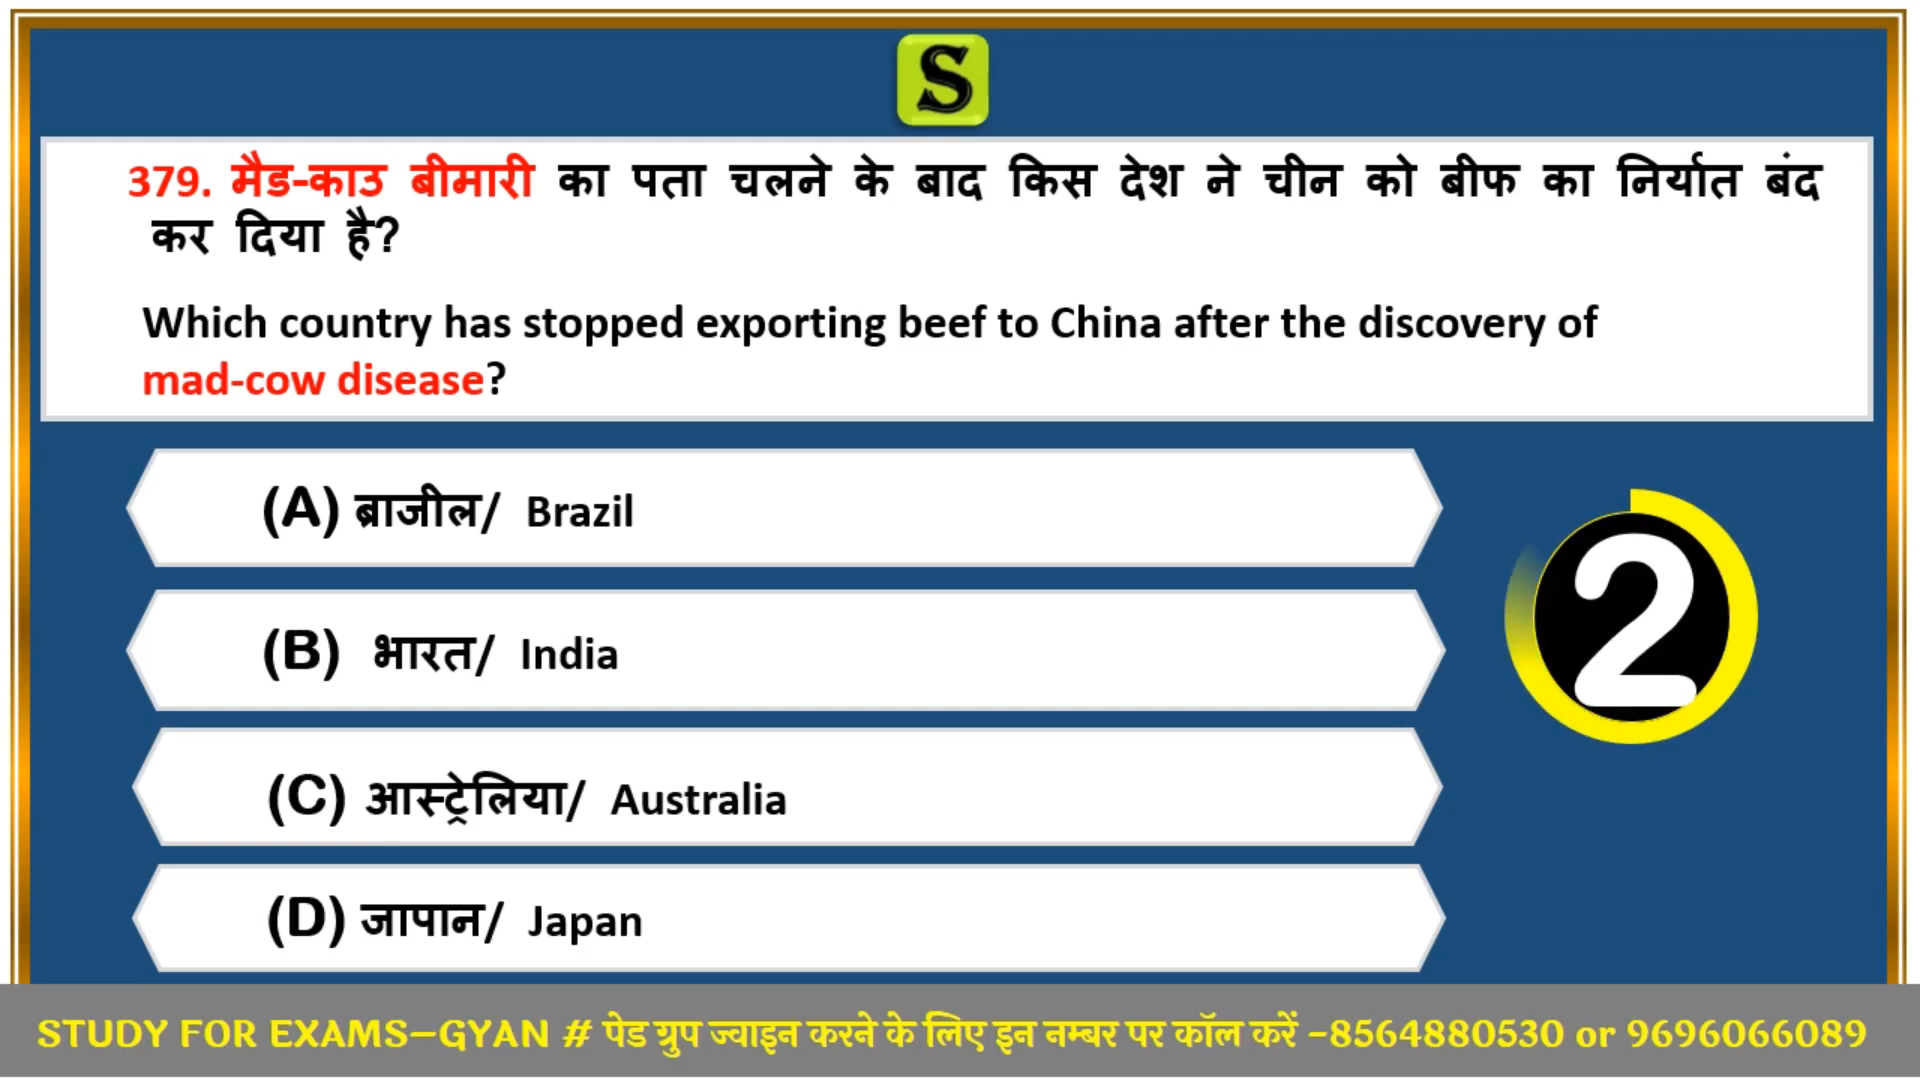 S
379. मैड-काउ बीमारी का पता चलने के बाद किस देश ने चीन को बीफ का निर्यात बंद
कर दिया है?
Which country has stopped exporting beef to China after the discovery of
mad-cow disease?
(A) ब्राजील/ Brazil
(B) भारत/ India
2
(C) आस्ट्रेलिया/ Australia
(D) जापान/ Japan
STUDY FOR EXAMS–GYAN # पेड ग्रुप ज्वाइन करने के लिए इन नम्बर पर कॉल करें –8564880530 or 9696066089